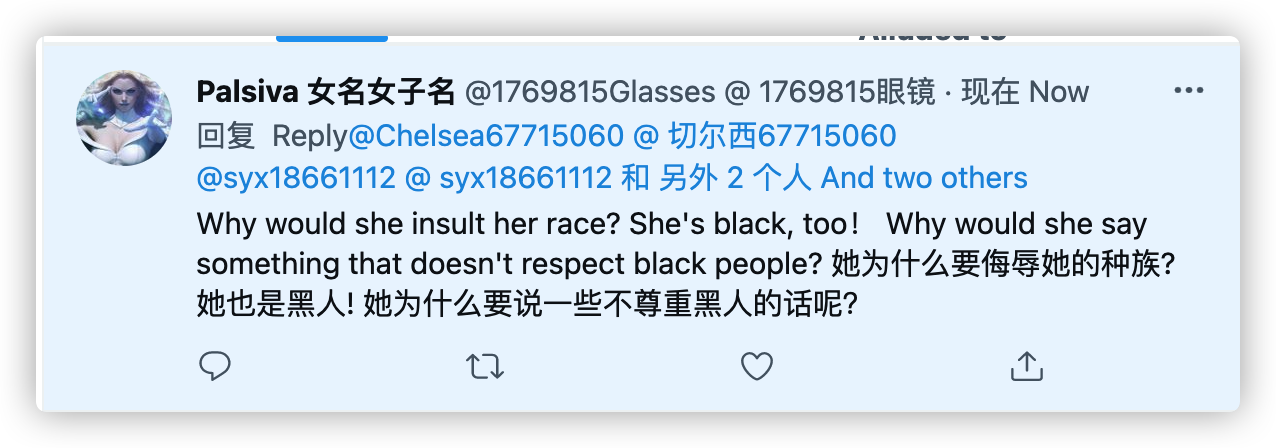 Palsiva 女名女子名 @1769815Glasses @ 1769815眼镜 · 现在 Now
回复 Reply@Chelsea67715060 @ 切尔西67715060
@syx18661112 @ syx18661112 和 另外 2 个人 And two others
Why would she insult her race? She's black, too! Why would she say
something that doesn't respect black people? 她为什么要侮辱她的种族?
她也是黑人! 她为什么要说一些不尊重黑人的话呢?